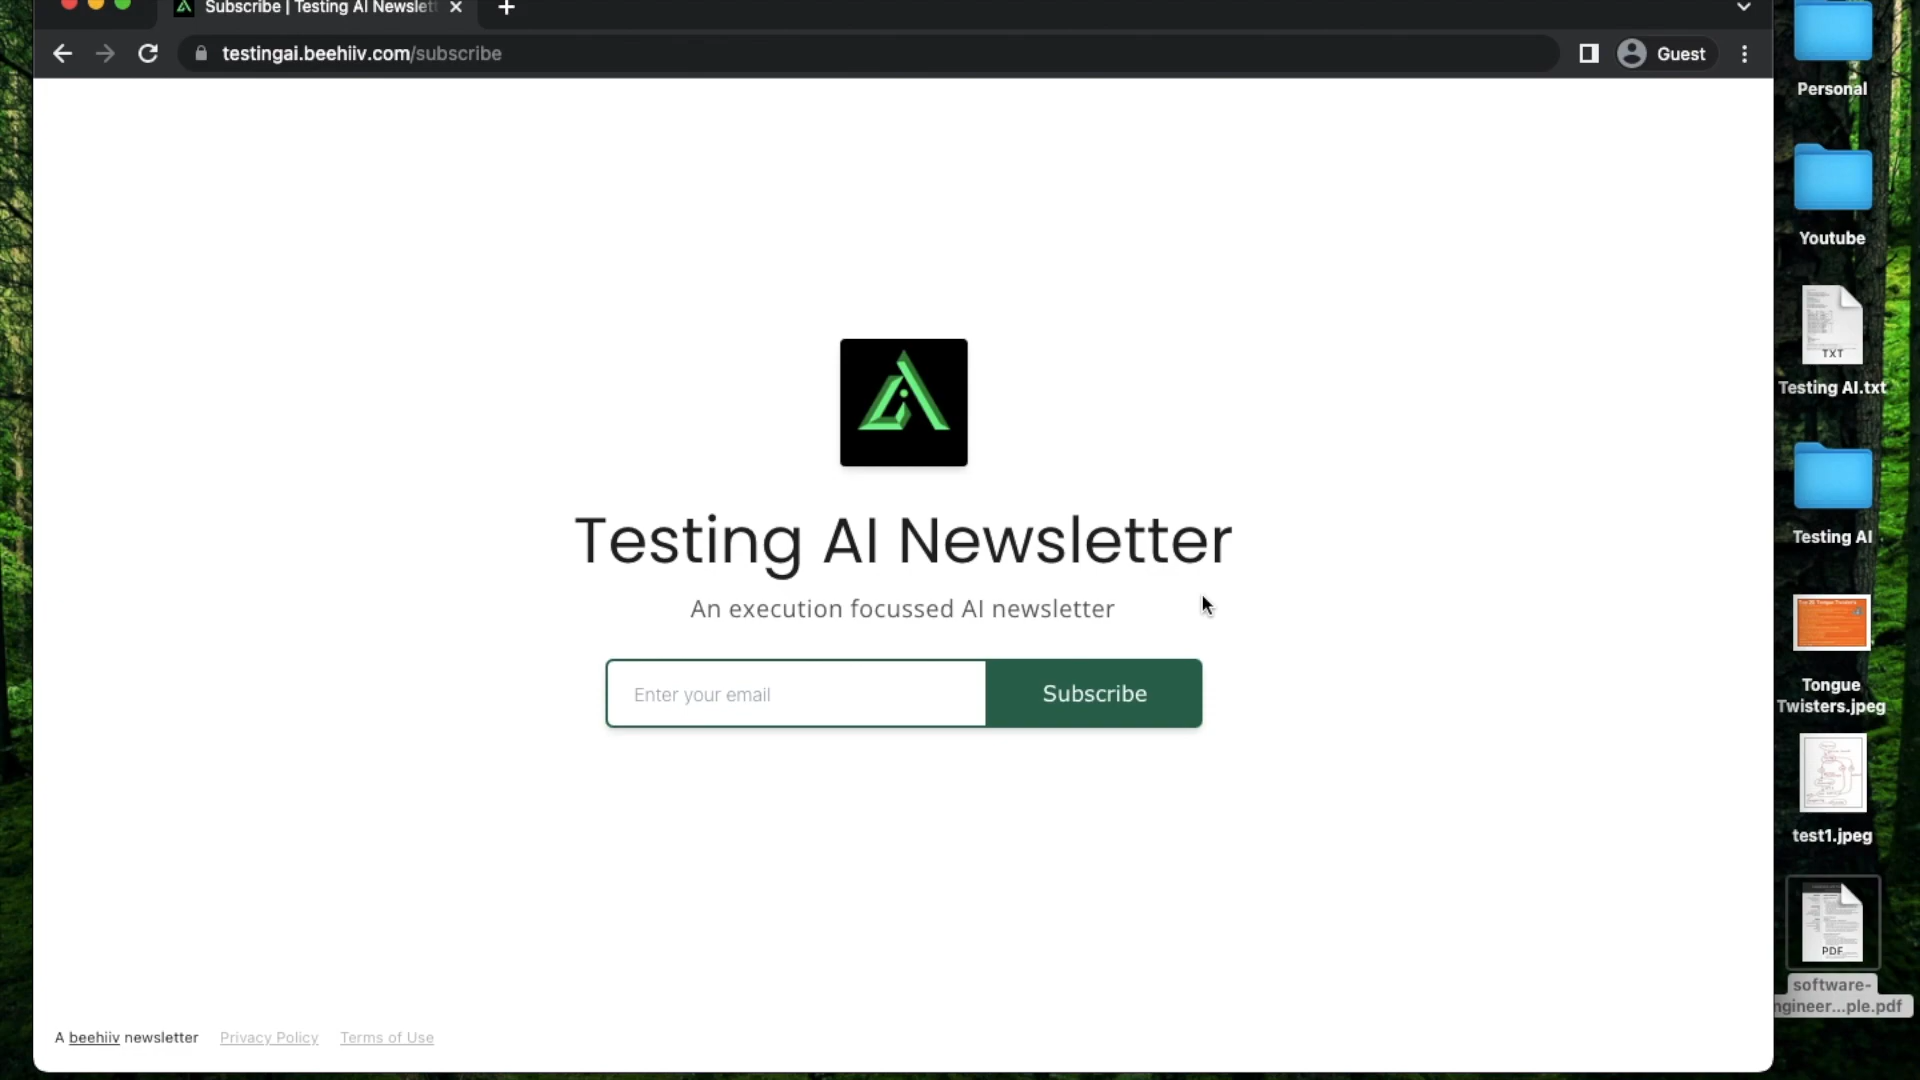 Subscribe | Testing AI Newslett
testingai.beehiiv.com/subscribe
Guest
Testing AI Newsletter
An execution focussed AI newsletter
Enter your email
Subscribe
A beehiiv newsletter
Privacy Policy
Terms of Use
Personal
Youtube
TXT
Testing AI.txt
Testing AI
Tongue
Twisters.jpeg
test1.jpeg
PDF
software-
ngineer...ple.pdf